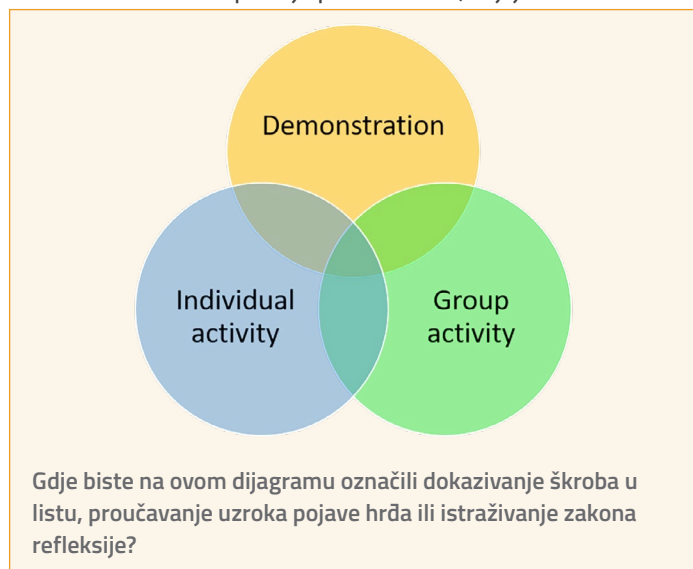 Demonstration
Individual
activity
Group
activity
Gdje biste na ovom dijagramu označili dokazivanje škroba u
listu, proučavanje uzroka pojave hrđa ili istraživanje zakona
refleksije?